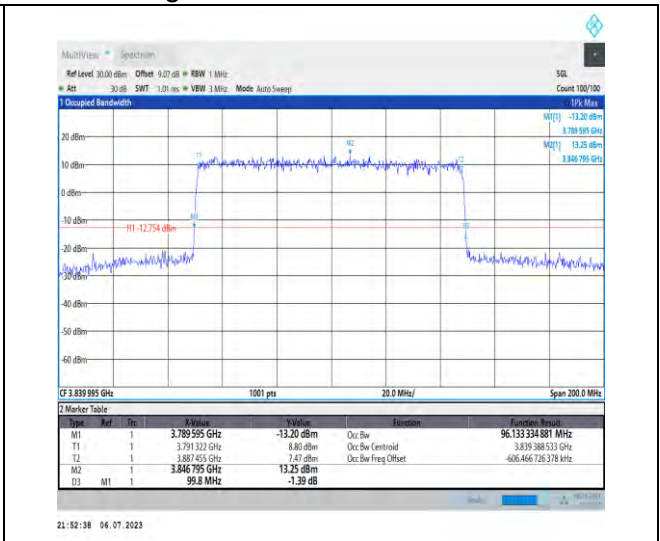 MultiView Spectrum
Ref Level 30.00 dBm Offset 9.07 dB RBW 1 MHz SGL
Att 30 dB SWT 1.01 ms VBW 3 MHz Mode Auto Sweep Count 100/100
1 Occupied Bandwidth 1Pk Max
M1[1] -13.20 dBm
3.789 595 GHz
20 dBm
M2
M2[1] 13.25 dBm
3.846 795 GHz
T1 T2
10 dBm
0 dBm
-10 dBm
M1
H1 -12.754 dBm
-20 dBm
-30 dBm
-40 dBm
-50 dBm
-60 dBm
CF 3.839 995 GHz 1001 pts 20.0 MHz/ Span 200.0 MHz
2 Marker Table
Type Ref Trc X-Value Y-Value Function Function Result
M1 1 3.789 595 GHz -13.20 dBm Occ Bw 96.133 334 881 MHz
T1 1 3.791 322 GHz 8.80 dBm Occ Bw Centroid 3.839 388 533 GHz
T2 1 3.887 455 GHz 7.47 dBm Occ Bw Freq Offset -606.466 726 378 kHz
M2 1 3.846 795 GHz 13.25 dBm
D3 M1 1 99.8 MHz -1.39 dB
21:52:38 06.07.2023